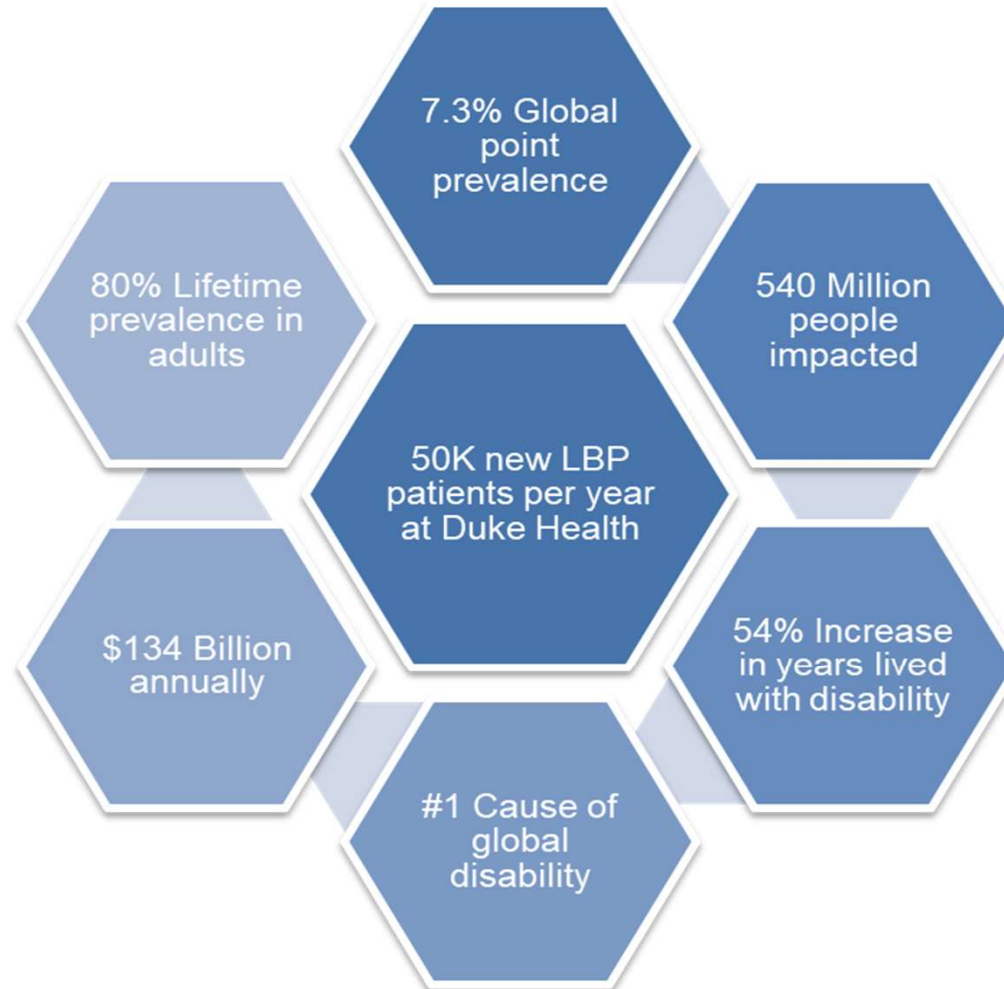 7.3% Global
point
prevalence
540 Million
people
impacted
54% Increase
in years lived
with disability
#1 Cause of
global
disability
$134 Billion
annually
80% Lifetime
prevalence in
adults
50K new LBP
patients per year
at Duke Health